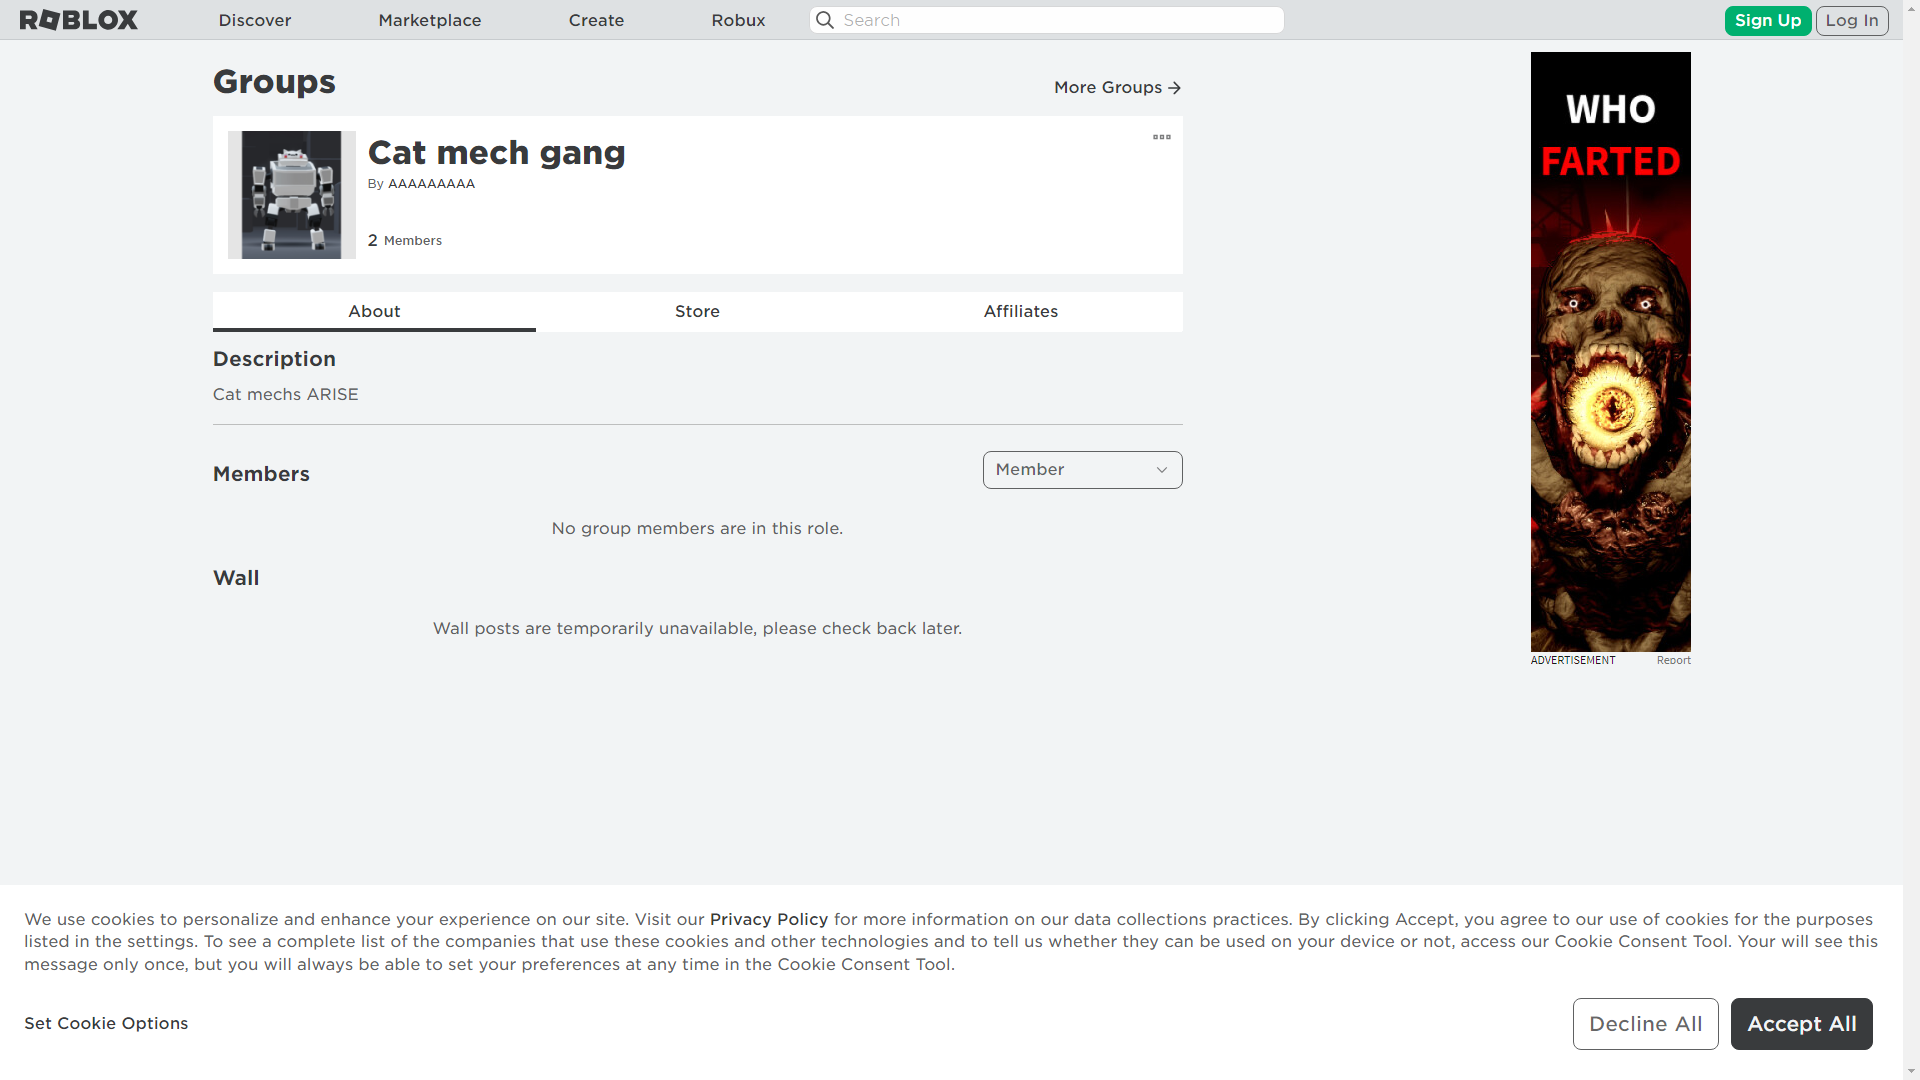 ROBLOX
Discover
Marketplace
Create
Robux
Search
Sign Up
Log In
Groups
More Groups →
Cat mech gang
By AAAAAAAAA
2 Members
About
Store
Affiliates
Description
Cat mechs ARISE
Members
Member
No group members are in this role.
Wall
Wall posts are temporarily unavailable, please check back later.
WHO
FARTED
ADVERTISEMENT
Report
We use cookies to personalize and enhance your experience on our site. Visit our Privacy Policy for more information on our data collections practices. By clicking Accept, you agree to our use of cookies for the purposes
listed in the settings. To see a complete list of the companies that use these cookies and other technologies and to tell us whether they can be used on your device or not, access our Cookie Consent Tool. Your will see this
message only once, but you will always be able to set your preferences at any time in the Cookie Consent Tool.
Set Cookie Options
Decline All
Accept All